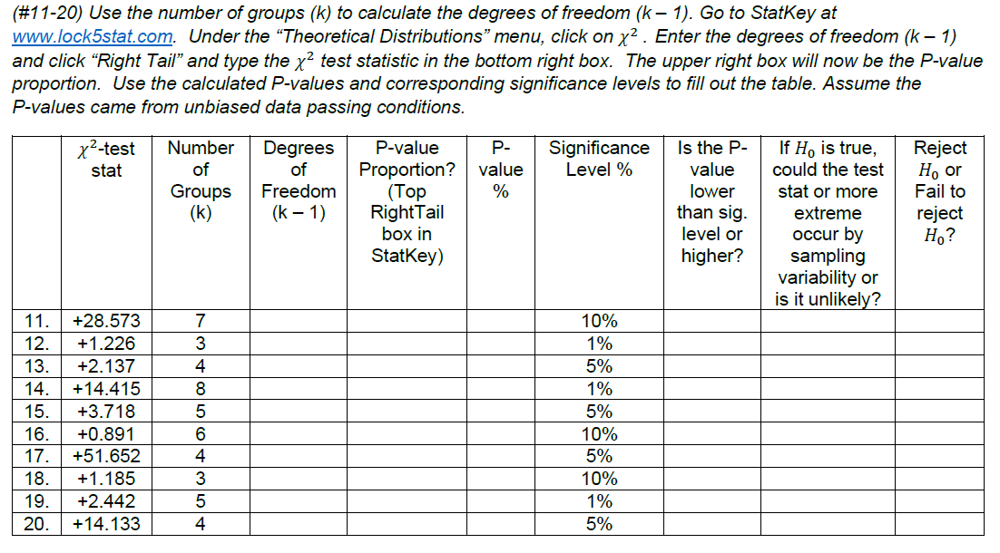 (#11-20) Use the number of groups (k) to calculate the degrees of freedom (k – 1). Go to StatKey at
www.lock5stat.com. Under the “Theoretical Distributions” menu, click on χ² . Enter the degrees of freedom (k – 1)
and click “Right Tail” and type the χ² test statistic in the bottom right box. The upper right box will now be the P-value
proportion. Use the calculated P-values and corresponding significance levels to fill out the table. Assume the
P-values came from unbiased data passing conditions.
χ²-test
stat
Number
of
Groups
(k)
Degrees
of
Freedom
(k – 1)
P-value
Proportion?
(Top
RightTail
box in
StatKey)
P-
value
%
Significance
Level %
Is the P-
value
lower
than sig.
level or
higher?
If H₀ is true,
could the test
stat or more
extreme
occur by
sampling
variability or
is it unlikely?
Reject
H₀ or
Fail to
reject
H₀?
11. +28.573 7 10%
12. +1.226 3 1%
13. +2.137 4 5%
14. +14.415 8 1%
15. +3.718 5 5%
16. +0.891 6 10%
17. +51.652 4 5%
18. +1.185 3 10%
19. +2.442 5 1%
20. +14.133 4 5%